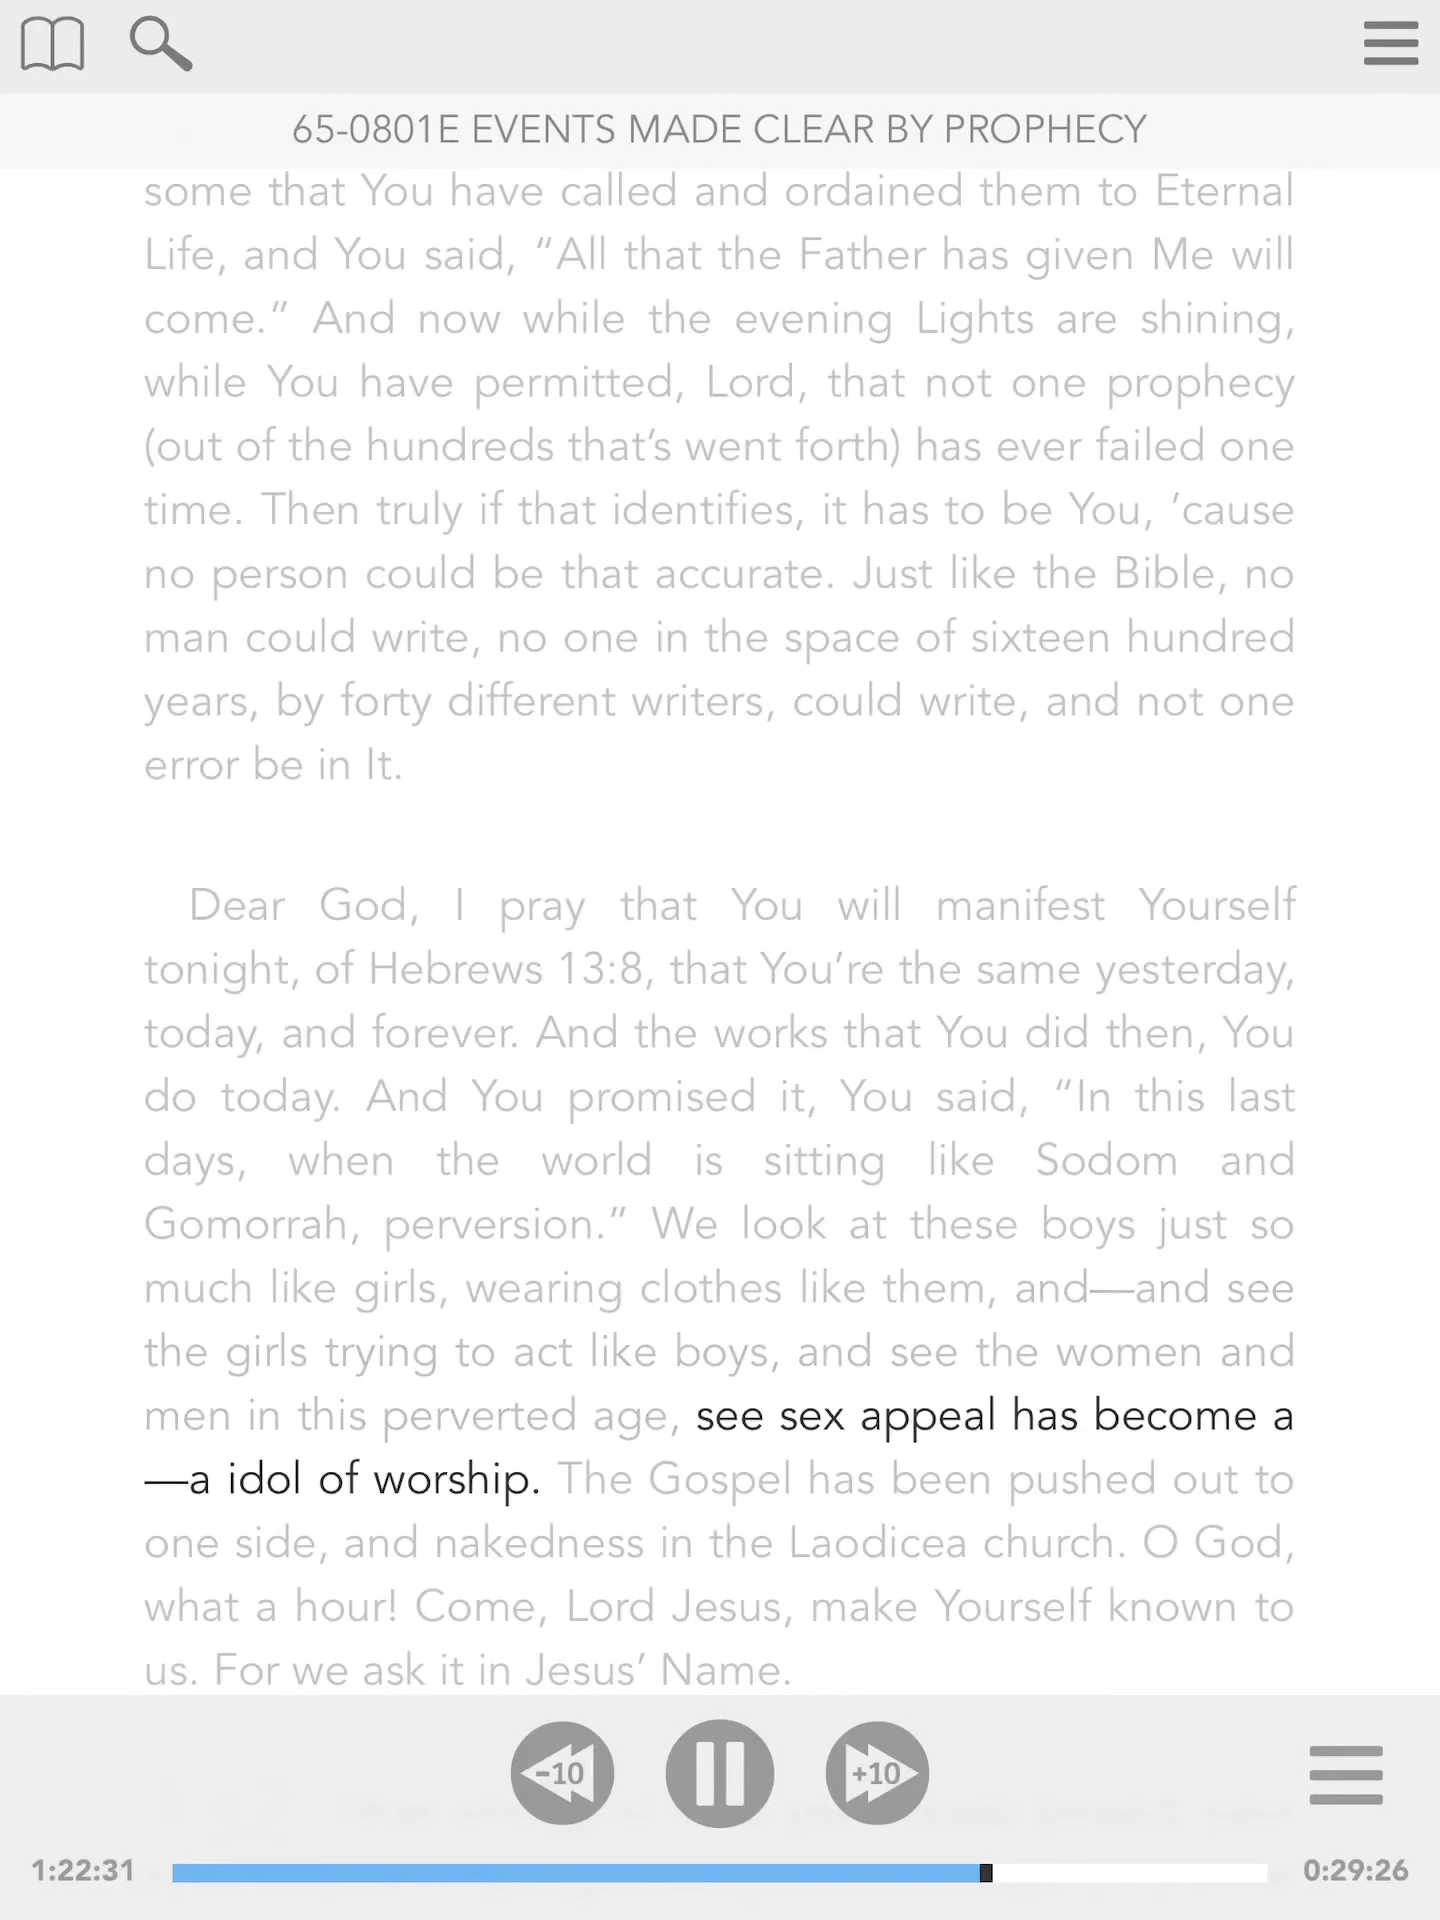 65-0801E EVENTS MADE CLEAR BY PROPHECY
some that You have called and ordained them to Eternal
Life, and You said, “All that the Father has given Me will
come.” And now while the evening Lights are shining,
while You have permitted, Lord, that not one prophecy
(out of the hundreds that’s went forth) has ever failed one
time. Then truly if that identifies, it has to be You, ’cause
no person could be that accurate. Just like the Bible, no
man could write, no one in the space of sixteen hundred
years, by forty different writers, could write, and not one
error be in It.
Dear God, I pray that You will manifest Yourself
tonight, of Hebrews 13:8, that You’re the same yesterday,
today, and forever. And the works that You did then, You
do today. And You promised it, You said, “In this last
days, when the world is sitting like Sodom and
Gomorrah, perversion.” We look at these boys just so
much like girls, wearing clothes like them, and—and see
the girls trying to act like boys, and see the women and
men in this perverted age, see sex appeal has become a
—a idol of worship. The Gospel has been pushed out to
one side, and nakedness in the Laodicea church. O God,
what a hour! Come, Lord Jesus, make Yourself known to
us. For we ask it in Jesus’ Name.
-10 +10
1:22:31 0:29:26